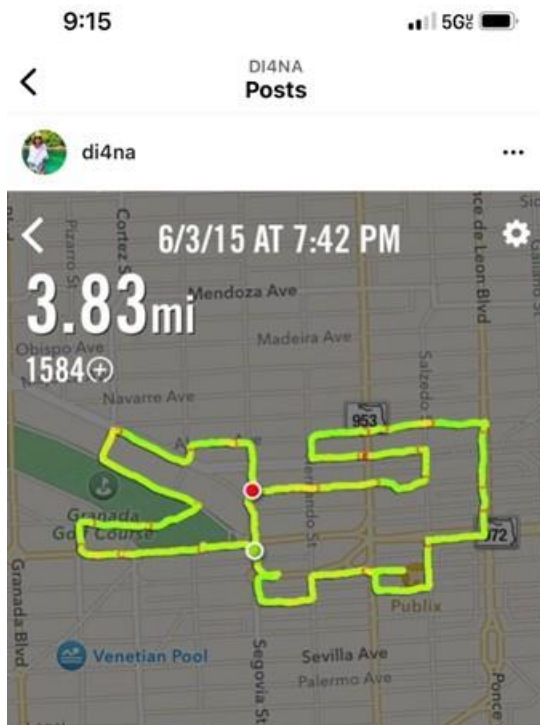 9:15
5G
DI4NA
Posts
di4na
6/3/15 AT 7:42 PM
3.83mi
1584
Pizarro St
Cortez S
Mendoza Ave
Ponce de Leon Blvd
Obispo Ave
Madeira Ave
Salzedo
Navarre Ave
953
Granada
Golf Course
ernando St
72
Publix
Granada Blvd
Venetian Pool
Segovia St
Sevilla Ave
Palermo Ave
Ponce